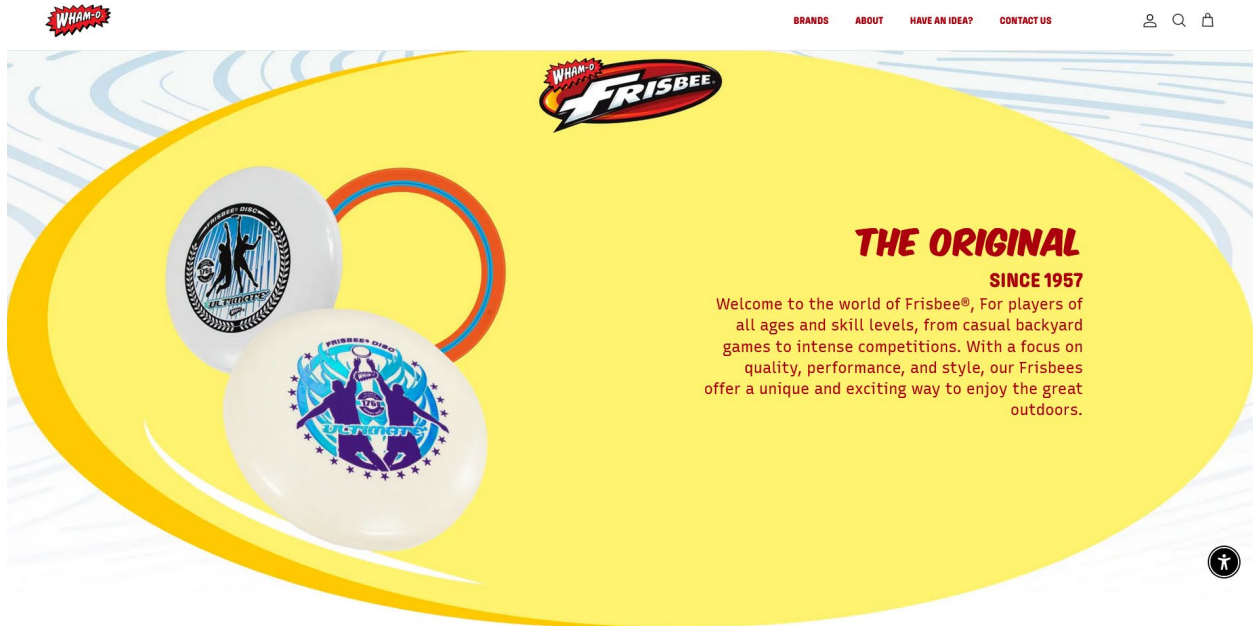 WHAM-O
BRANDS ABOUT HAVE AN IDEA? CONTACT US
WHAM-O
FRISBEE®
FRISBEE® DISC
175g
ULTIMATE
FRISBEE® DISC
WHAM-O
175g
ULTIMATE
THE ORIGINAL
SINCE 1957
Welcome to the world of Frisbee®, For players of
all ages and skill levels, from casual backyard
games to intense competitions. With a focus on
quality, performance, and style, our Frisbees
offer a unique and exciting way to enjoy the great
outdoors.